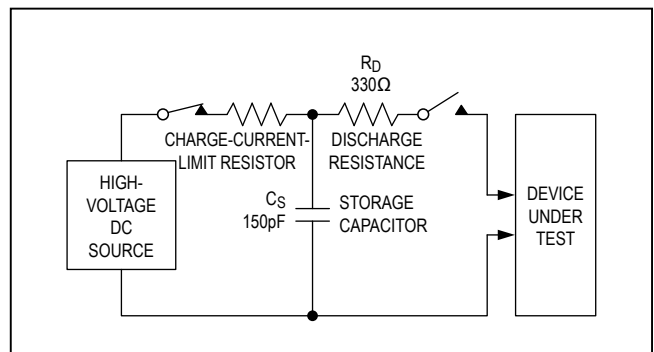 R_D
330Ω
CHARGE-CURRENT-
LIMIT RESISTOR
DISCHARGE
RESISTANCE
HIGH-
VOLTAGE
DC
SOURCE
C_S
150pF
STORAGE
CAPACITOR
DEVICE
UNDER
TEST